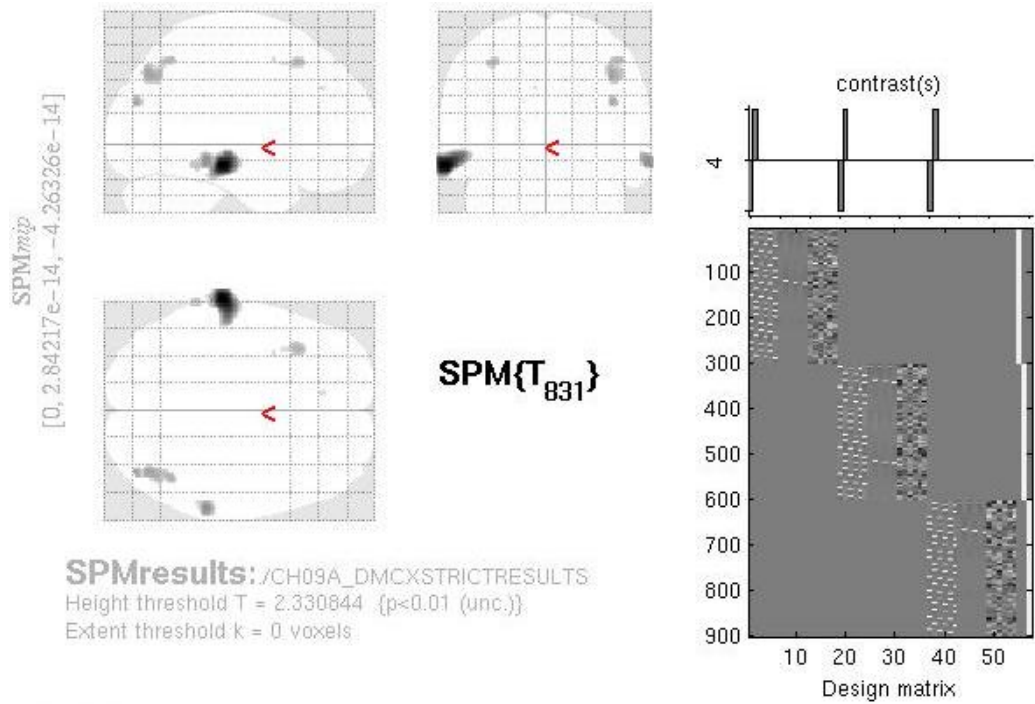 SPMmip
[0, 2.84217e-14, -4.26326e-14]
<
<
<
SPM{T831}
SPMresults: ./CH09A_DMCXSTRICTRESULTS
Height threshold T = 2.330844 {p<0.01 (unc.)}
Extent threshold k = 0 voxels
contrast(s)
4
100
200
300
400
500
600
700
800
900
10 20 30 40 50
Design matrix